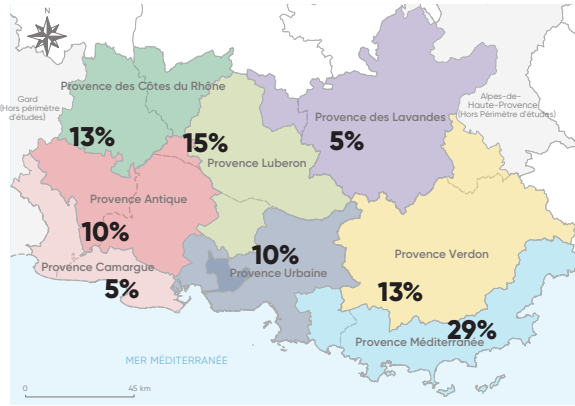 N
Gard
(Hors périmètre
d'études)
Provence des Côtes du Rhône
13%
15%
Provence Luberon
Provence des Lavandes
5%
Alpes-de-
Haute-Provence
(Hors Périmètre d'études)
Provence Antique
10%
Provence Camargue
5%
10%
Provence Urbaine
Provence Verdon
13%
29%
Provence Méditerranée
MER MÉDITERRANÉE
0
45 km